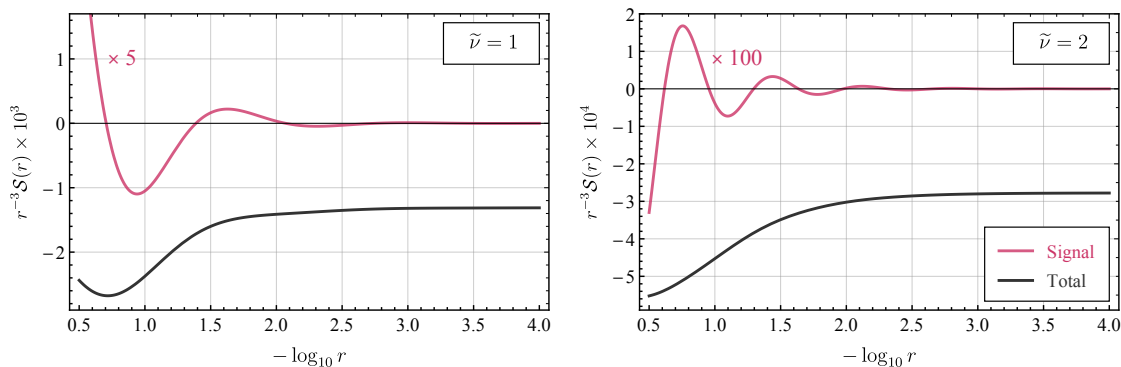 ν̃ = 1
× 5
1
0
−1
−2
r⁻³𝒮(r) × 10³
0.5 1.0 1.5 2.0 2.5 3.0 3.5 4.0
− log₁₀ r
ν̃ = 2
× 100
2
1
0
−1
−2
−3
−4
−5
r⁻³𝒮(r) × 10⁴
Signal
Total
0.5 1.0 1.5 2.0 2.5 3.0 3.5 4.0
− log₁₀ r